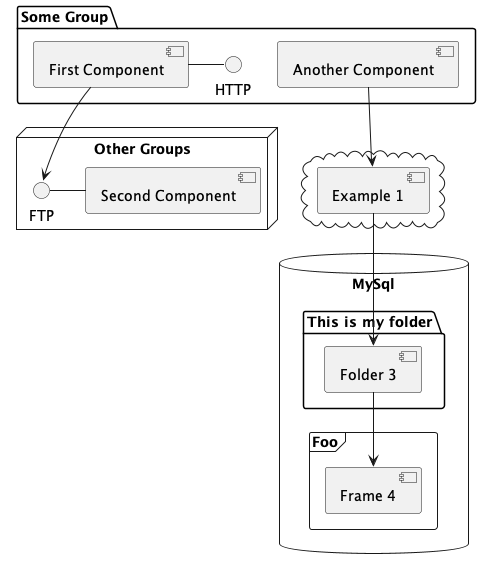 Some Group
First Component
HTTP
Another Component
Other Groups
FTP
Second Component
Example 1
MySql
This is my folder
Folder 3
Foo
Frame 4